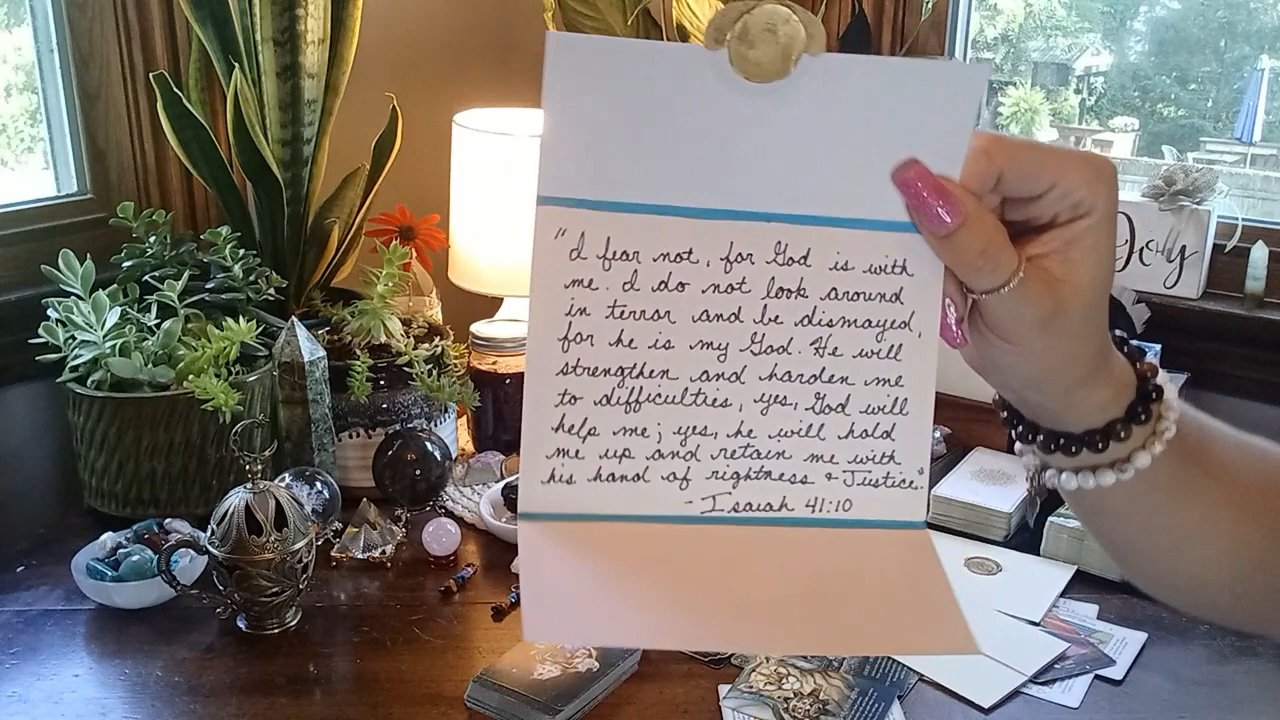 "I fear not, for God is with
me. I do not look around
in terror and be dismayed,
for he is my God. He will
strengthen and harden me
to difficulties, yes, God will
help me; yes, he will hold
me up and retain me with
his hand of rightness & Justice."
- Isaiah 41:10
Joy